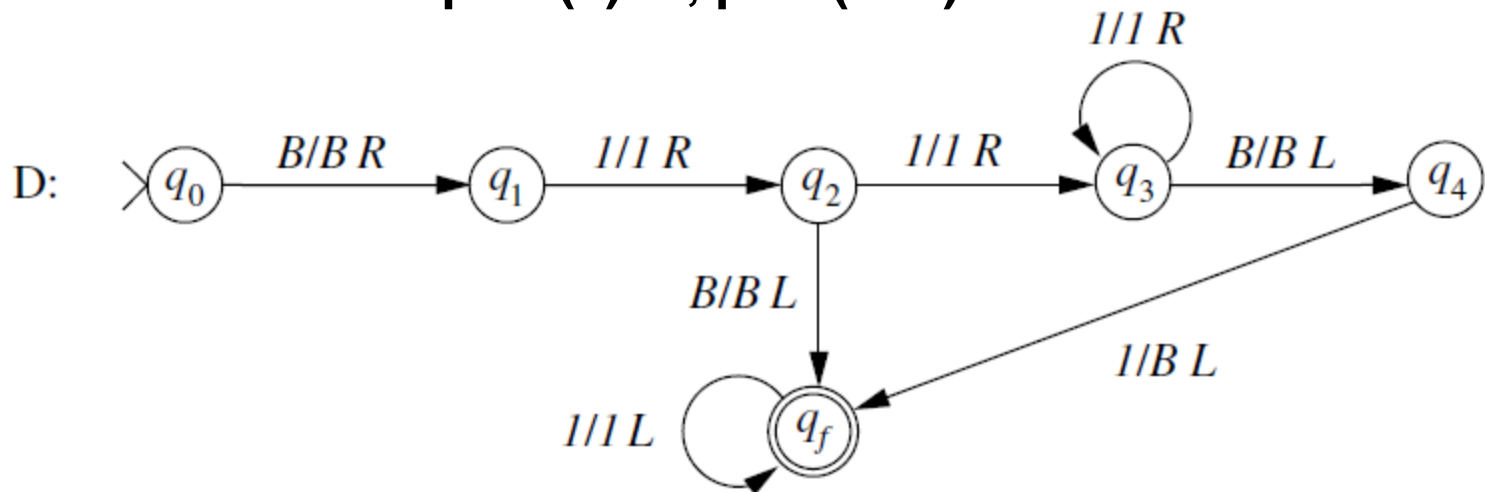 1/1 R
D: q0 B/B R q1 1/1 R q2 1/1 R q3 B/B L q4
B/B L
1/B L
1/1 L qf